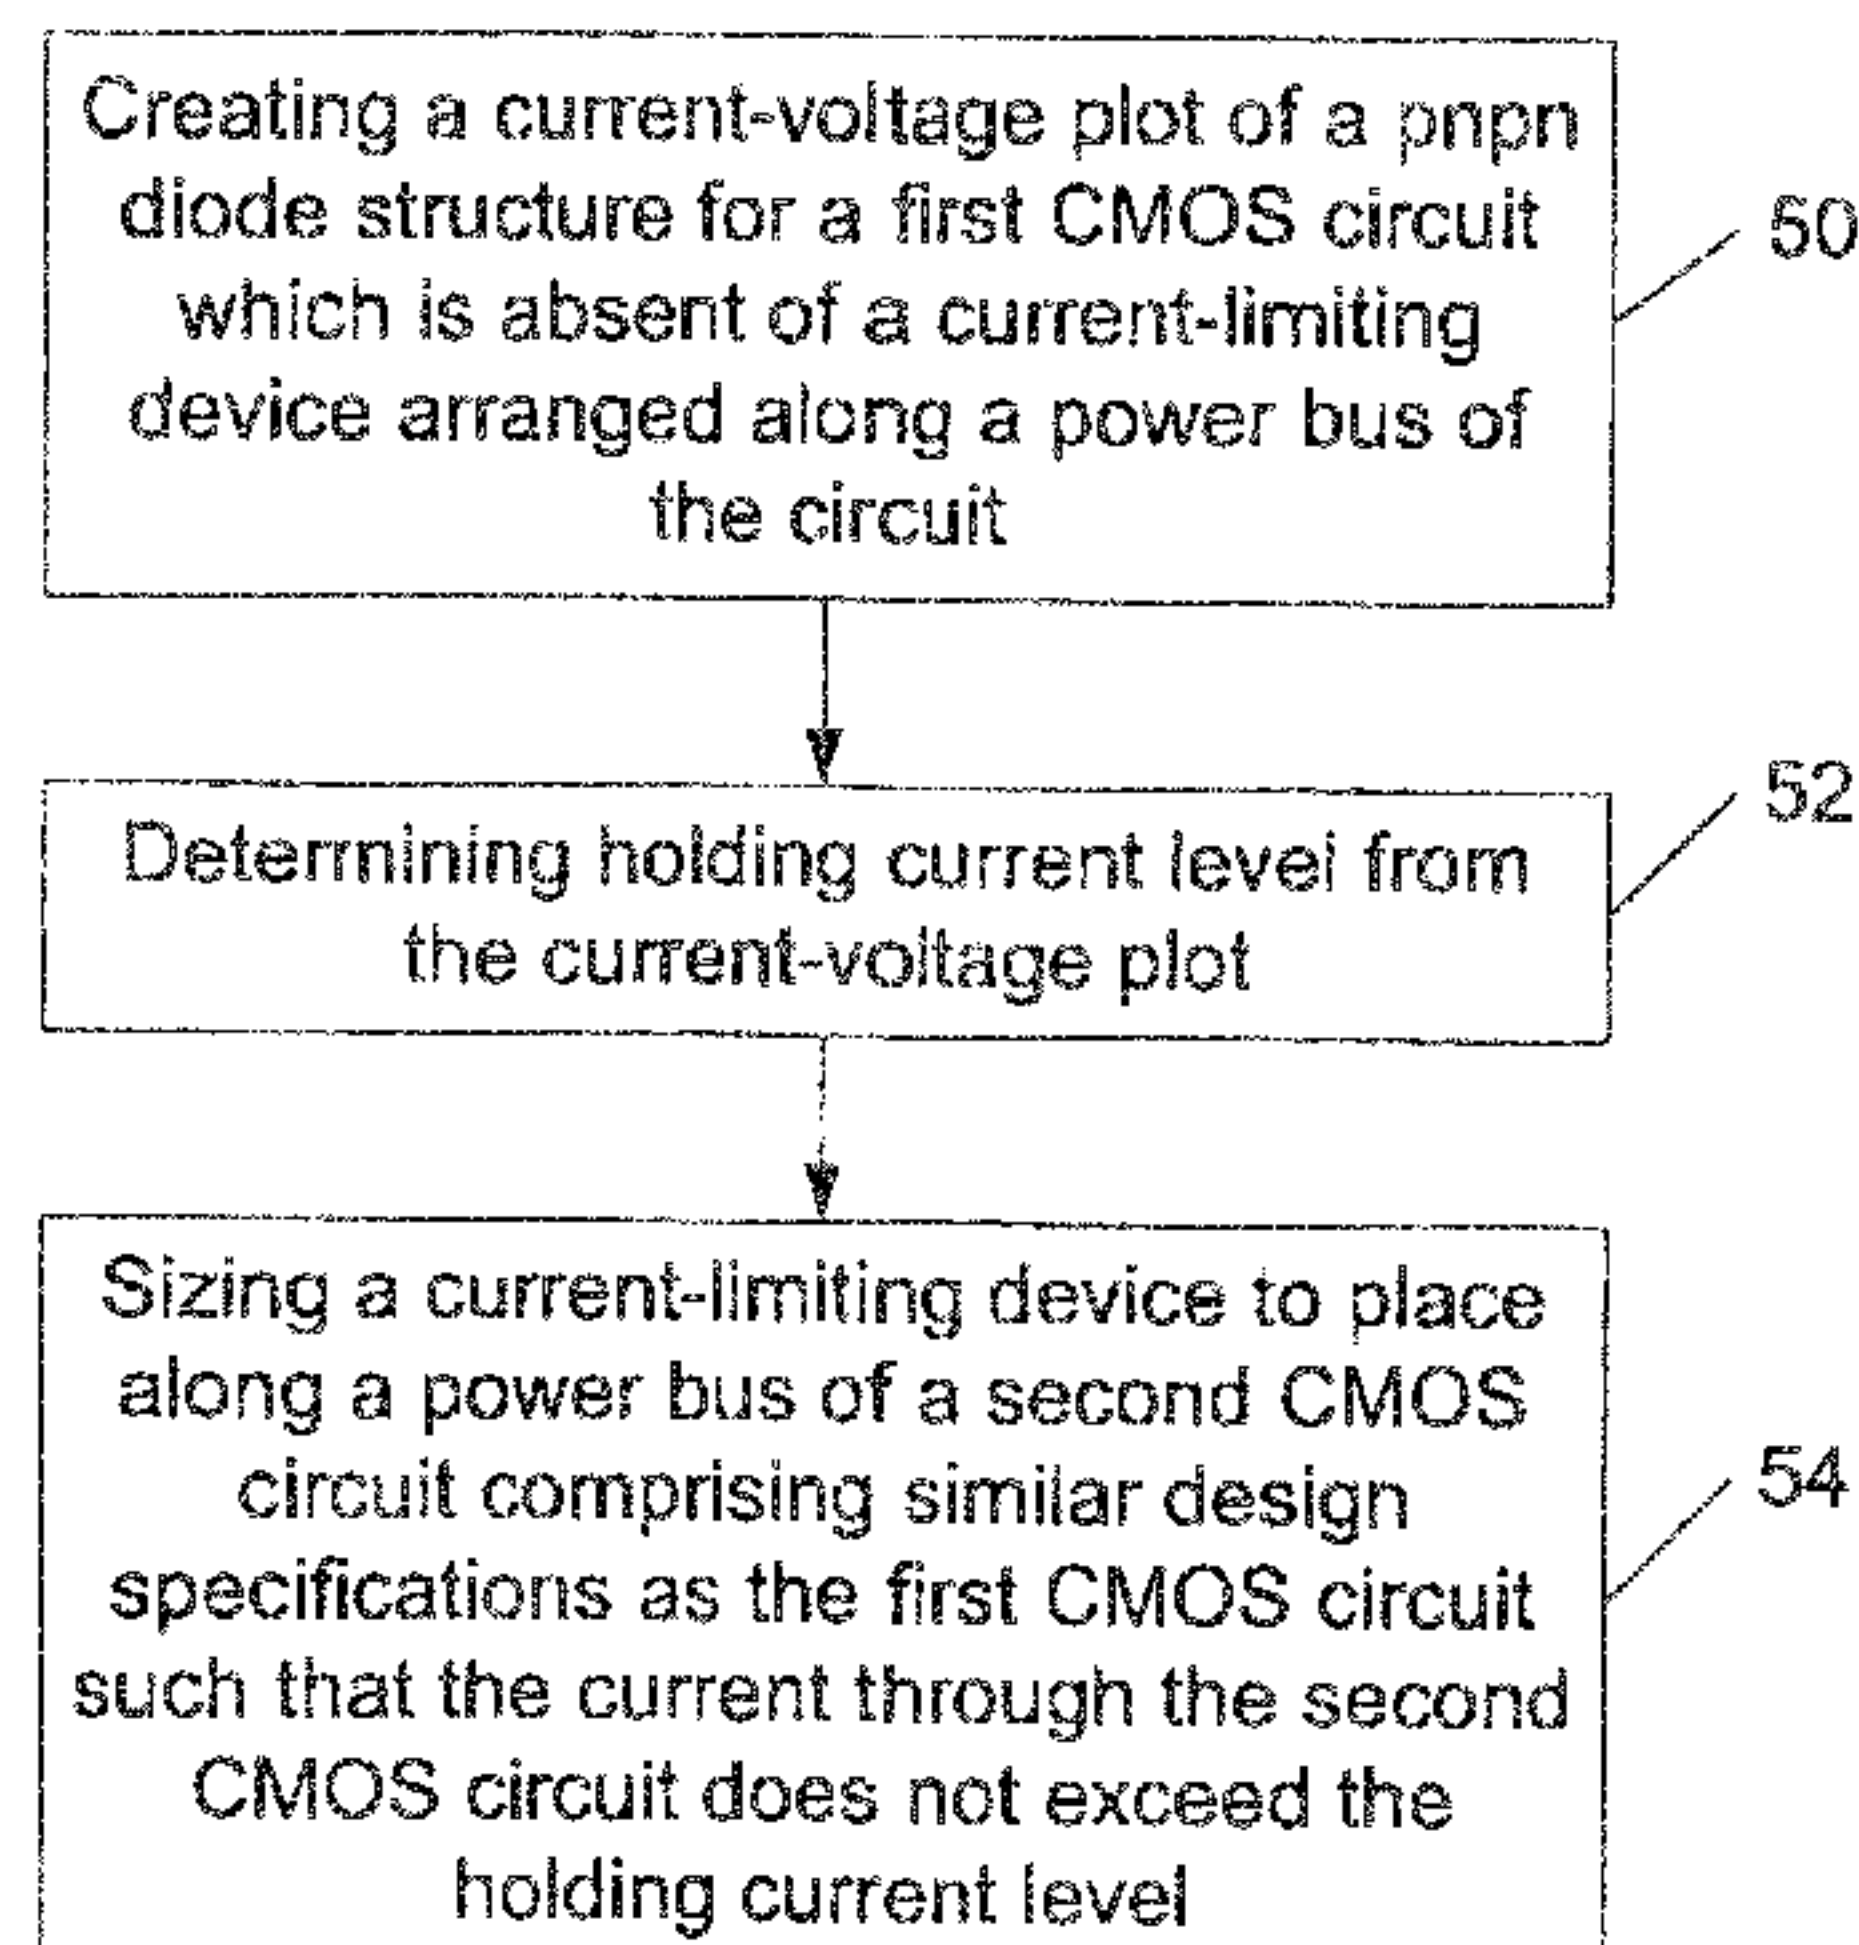 Creating a current-voltage plot of a pnpn
diode structure for a first CMOS circuit
which is absent of a current-limiting
device arranged along a power bus of
the circuit
50
Determining holding current level from
the current-voltage plot
52
Sizing a current-limiting device to place
along a power bus of a second CMOS
circuit comprising similar design
specifications as the first CMOS circuit
such that the current through the second
CMOS circuit does not exceed the
holding current level
54